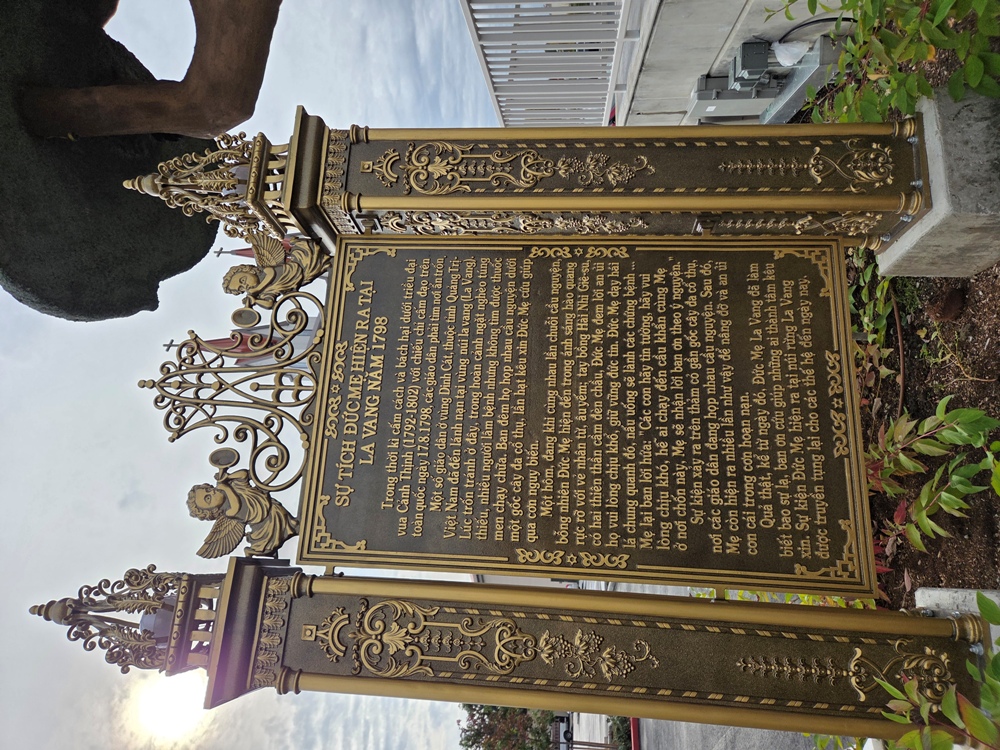 SỰ TÍCH ĐỨC MẸ HIỆN RA TẠI
LA VANG NĂM 1798
Trong thời kì cấm cách và bách hại dưới triều đại
vua Cảnh Thịnh (1792-1802) với chiếu chỉ cấm đạo trên
toàn quốc ngày 17.8.1798, các giáo dân phải tìm nơi ẩn trốn.
Một số giáo dân ở vùng Dinh Cát, thuộc tỉnh Quảng Trị-
Việt Nam đã đến lánh nạn tại vùng núi la vang (La Vang).
Lúc trốn tránh ở đây, trong hoàn cảnh ngặt nghèo túng
thiếu, nhiều người lâm bệnh nhưng không tìm được thuốc
men chạy chữa. Ban đêm họ họp nhau cầu nguyện dưới
một gốc cây đa cổ thụ, lần hạt kiên xin Đức Mẹ cứu giúp
qua cơn nguy biến.
Một hôm, đang khi cùng nhau lần chuỗi cầu nguyện,
bỗng nhiên Đức Mẹ hiện đến trong ánh sáng hào quang
rực rỡ rời vẻ nhân từ, âu yếm; tay bồng Hài Nhi Giê-su,
có hai thiên thần cầm đèn chầu. Đức Mẹ đem lời an ủi
họ vui lòng chịu khó, giữ vững đức tin. Đức Mẹ dạy hái
lá chung quanh đó, nấu uống sẽ lành các chứng bệnh...
Mẹ lại ban lời hứa: "Các con hãy tin tưởng, hãy vui
lòng chịu khổ, hễ ai chạy đến cầu khẩn cùng Mẹ
ở nơi chốn này, Mẹ sẽ nhận lời ban ơn theo ý nguyện."
Sự kiện xảy ra trên thảm cỏ gần gốc cây đa cổ thụ,
nơi các giáo dân đang họp nhau cầu nguyện. Sau đó,
Mẹ còn hiện ra nhiều lần như vậy để nâng đỡ và an ủi
con cái trong cơn hoạn nạn.
Quả thật, kể từ ngày đó, Đức Mẹ La Vang đã làm
biết bao sự lạ, ban ơn cứu giúp những ai thành tâm kêu
xin. Sự kiện Đức Mẹ hiện ra tại núi rừng La Vang
được truyền tụng lại cho các thế hệ đến ngày nay.